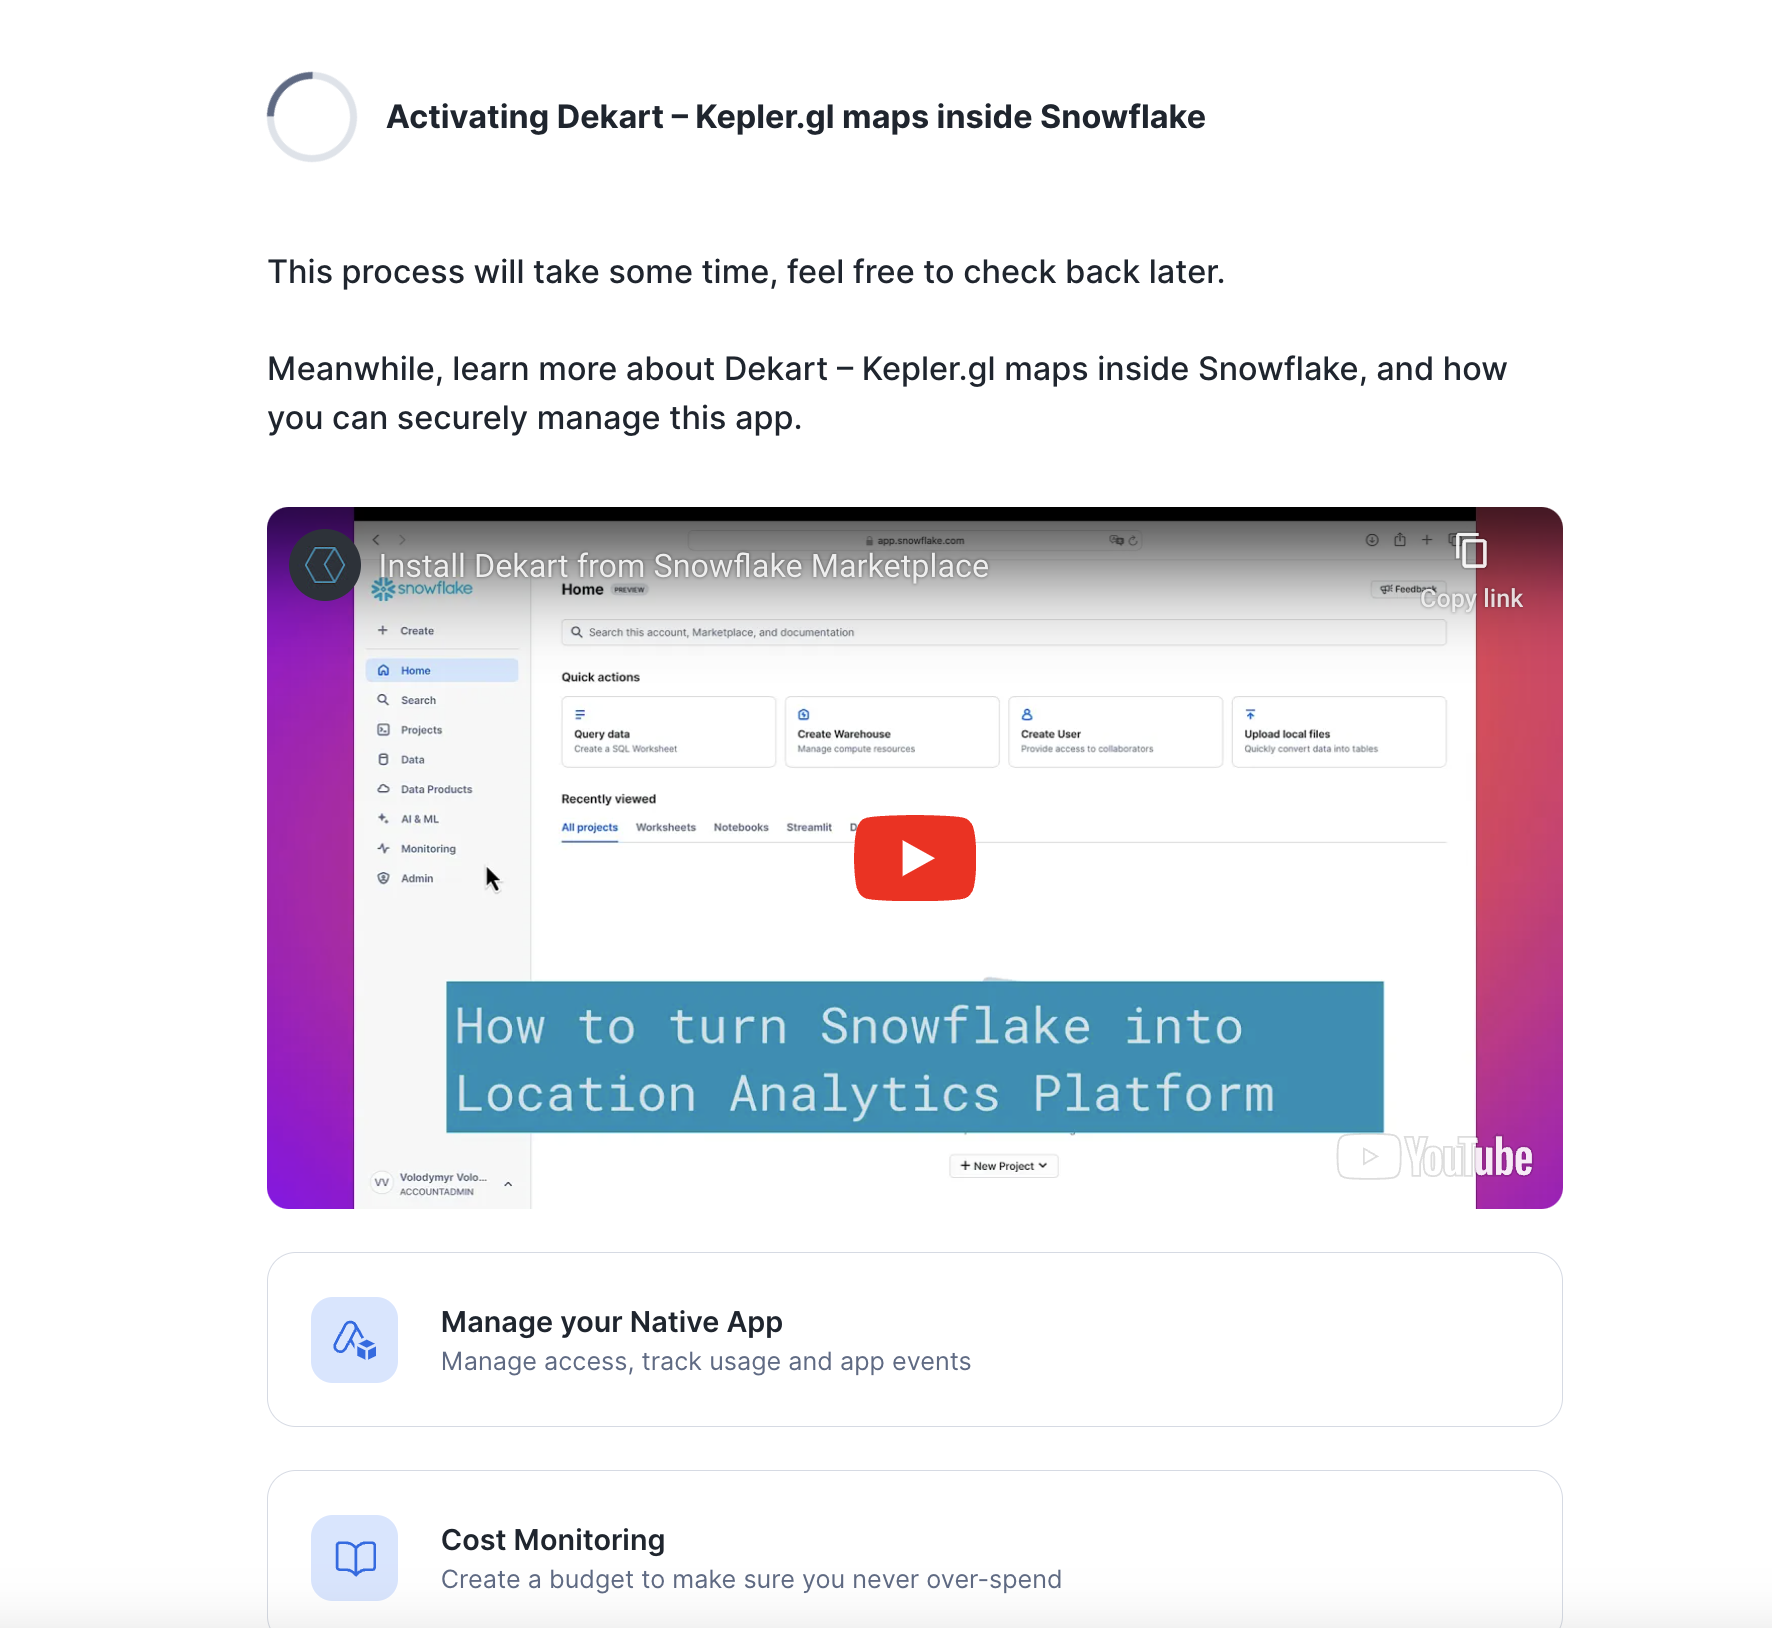 Activating Dekart – Kepler.gl maps inside Snowflake
This process will take some time, feel free to check back later.
Meanwhile, learn more about Dekart – Kepler.gl maps inside Snowflake, and how
you can securely manage this app.
app.snowflake.com
Install Dekart from Snowflake Marketplace
Copy link
snowflake
Home PREVIEW
Feedback
Search this account, Marketplace, and documentation
Create
Home
Search
Projects
Data
Data Products
AI & ML
Monitoring
Admin
Quick actions
Query data
Create a SQL Worksheet
Create Warehouse
Manage compute resources
Create User
Provide access to collaborators
Upload local files
Quickly convert data into tables
Recently viewed
All projects Worksheets Notebooks Streamlit
How to turn Snowflake into
Location Analytics Platform
+ New Project
YouTube
VV
Volodymyr Volo...
ACCOUNTADMIN
Manage your Native App
Manage access, track usage and app events
Cost Monitoring
Create a budget to make sure you never over-spend